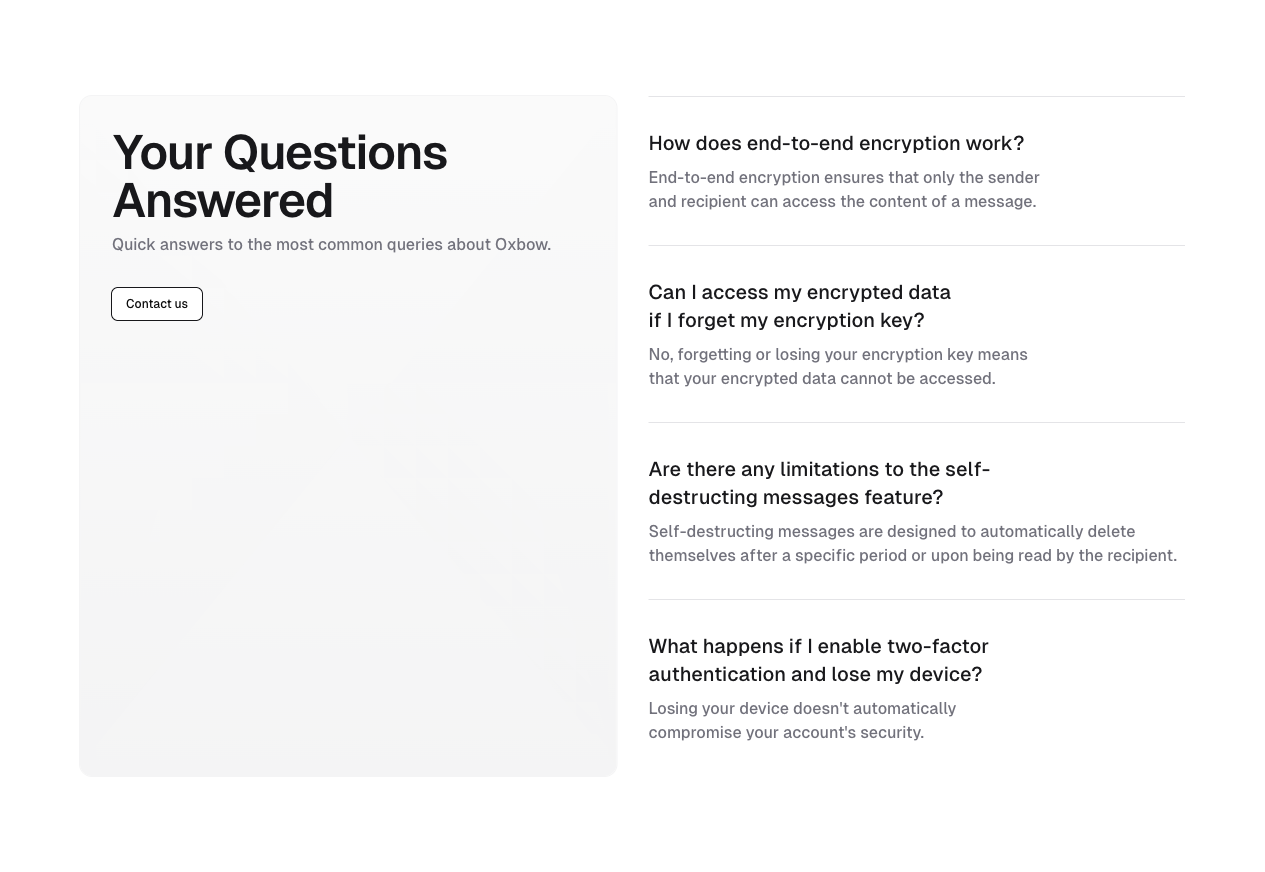 Your Questions
Answered
Quick answers to the most common queries about Oxbow.
Contact us
How does end-to-end encryption work?
End-to-end encryption ensures that only the sender
and recipient can access the content of a message.
Can I access my encrypted data
if I forget my encryption key?
No, forgetting or losing your encryption key means
that your encrypted data cannot be accessed.
Are there any limitations to the self-
destructing messages feature?
Self-destructing messages are designed to automatically delete
themselves after a specific period or upon being read by the recipient.
What happens if I enable two-factor
authentication and lose my device?
Losing your device doesn't automatically
compromise your account's security.